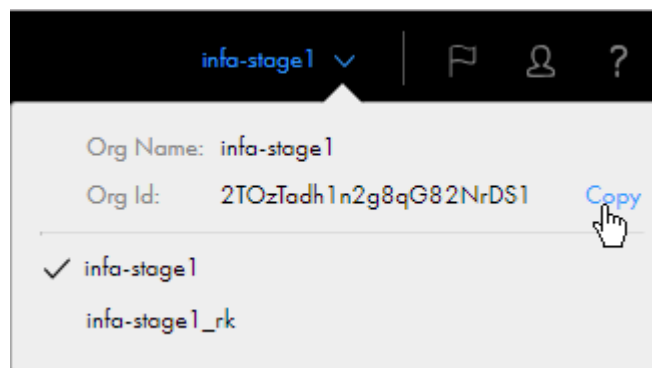 infa-stage1
?
Org Name: infa-stage1
Org Id: 2TOzTadh1n2g8qG82NrDS1 Copy
infa-stage1
infa-stage1_rk